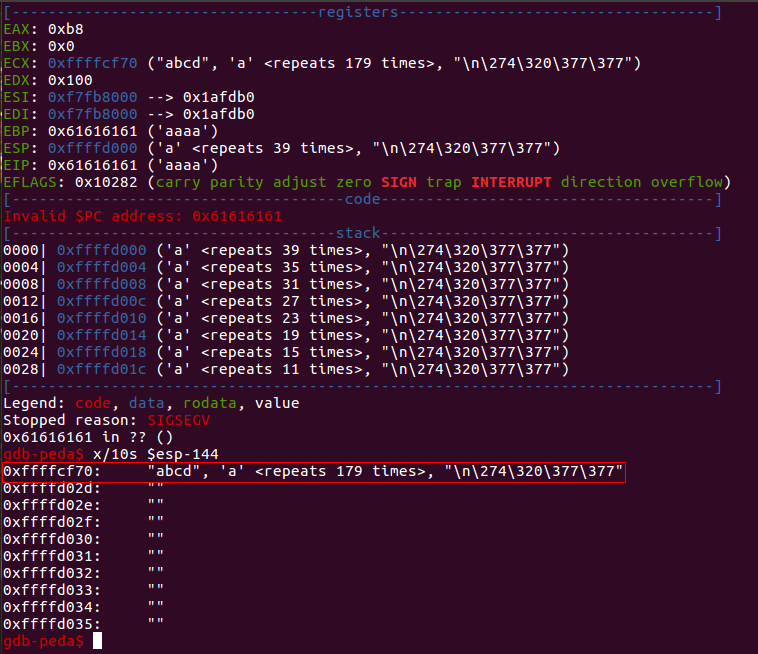 [----------------------------------registers-----------------------------------]
EAX: 0xb8
EBX: 0x0
ECX: 0xffffcf70 ("abcd", 'a' <repeats 179 times>, "\n\274\320\377\377")
EDX: 0x100
ESI: 0xf7fb8000 --> 0x1afdb0
EDI: 0xf7fb8000 --> 0x1afdb0
EBP: 0x61616161 ('aaaa')
ESP: 0xffffd000 ('a' <repeats 39 times>, "\n\274\320\377\377")
EIP: 0x61616161 ('aaaa')
EFLAGS: 0x10282 (carry parity adjust zero SIGN trap INTERRUPT direction overflow)
[-------------------------------------code-------------------------------------]
Invalid $PC address: 0x61616161
[------------------------------------stack-------------------------------------]
0000| 0xffffd000 ('a' <repeats 39 times>, "\n\274\320\377\377")
0004| 0xffffd004 ('a' <repeats 35 times>, "\n\274\320\377\377")
0008| 0xffffd008 ('a' <repeats 31 times>, "\n\274\320\377\377")
0012| 0xffffd00c ('a' <repeats 27 times>, "\n\274\320\377\377")
0016| 0xffffd010 ('a' <repeats 23 times>, "\n\274\320\377\377")
0020| 0xffffd014 ('a' <repeats 19 times>, "\n\274\320\377\377")
0024| 0xffffd018 ('a' <repeats 15 times>, "\n\274\320\377\377")
0028| 0xffffd01c ('a' <repeats 11 times>, "\n\274\320\377\377")
[------------------------------------------------------------------------------]
Legend: code, data, rodata, value
Stopped reason: SIGSEGV
0x61616161 in ?? ()
gdb-peda$ x/10s $esp-144
0xffffcf70:     "abcd", 'a' <repeats 179 times>, "\n\274\320\377\377"
0xffffd02d:     ""
0xffffd02e:     ""
0xffffd02f:     ""
0xffffd030:     ""
0xffffd031:     ""
0xffffd032:     ""
0xffffd033:     ""
0xffffd034:     ""
0xffffd035:     ""
gdb-peda$